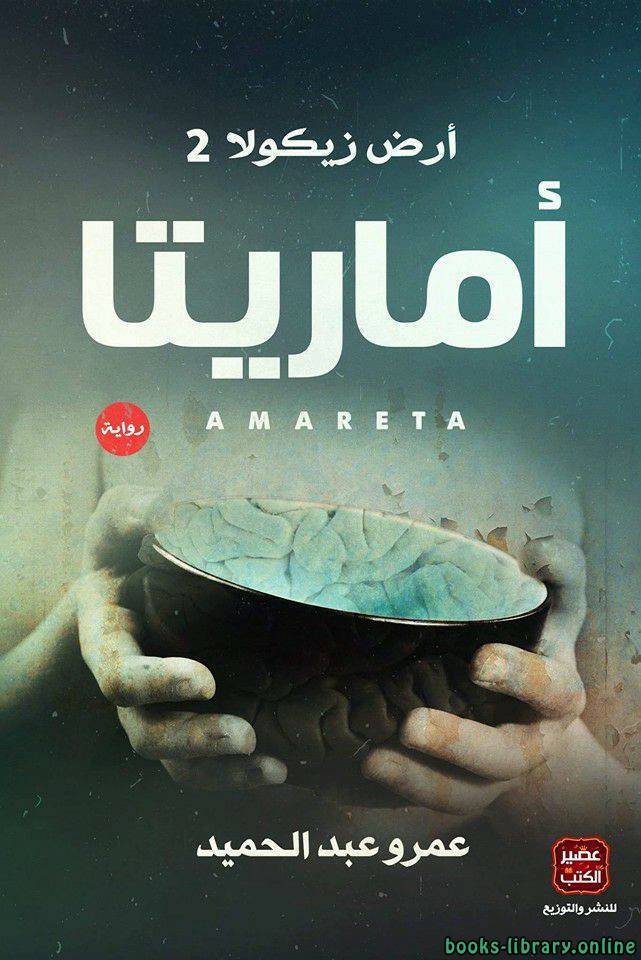 أرض زيكولا 2
أماريتا
AMARETA
رواية
عمرو عبد الحميد
عصير
الكتب
للنشر والتوزيع
books-library.online